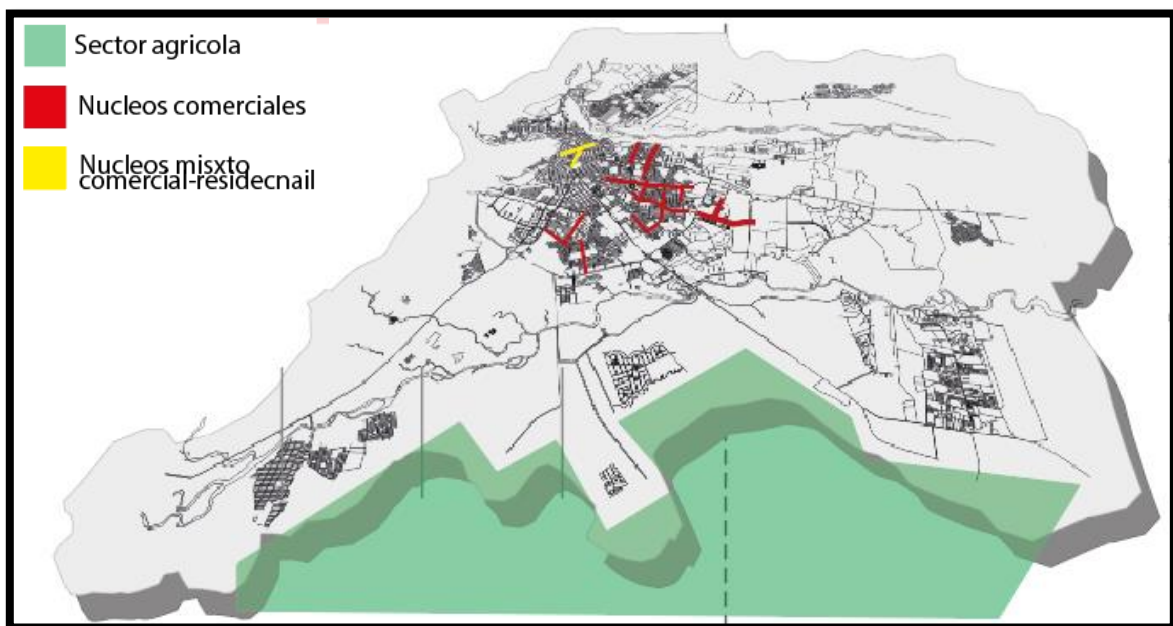 Sector agricola
Nucleos comerciales
Nucleos misxto
comercial-residecnail